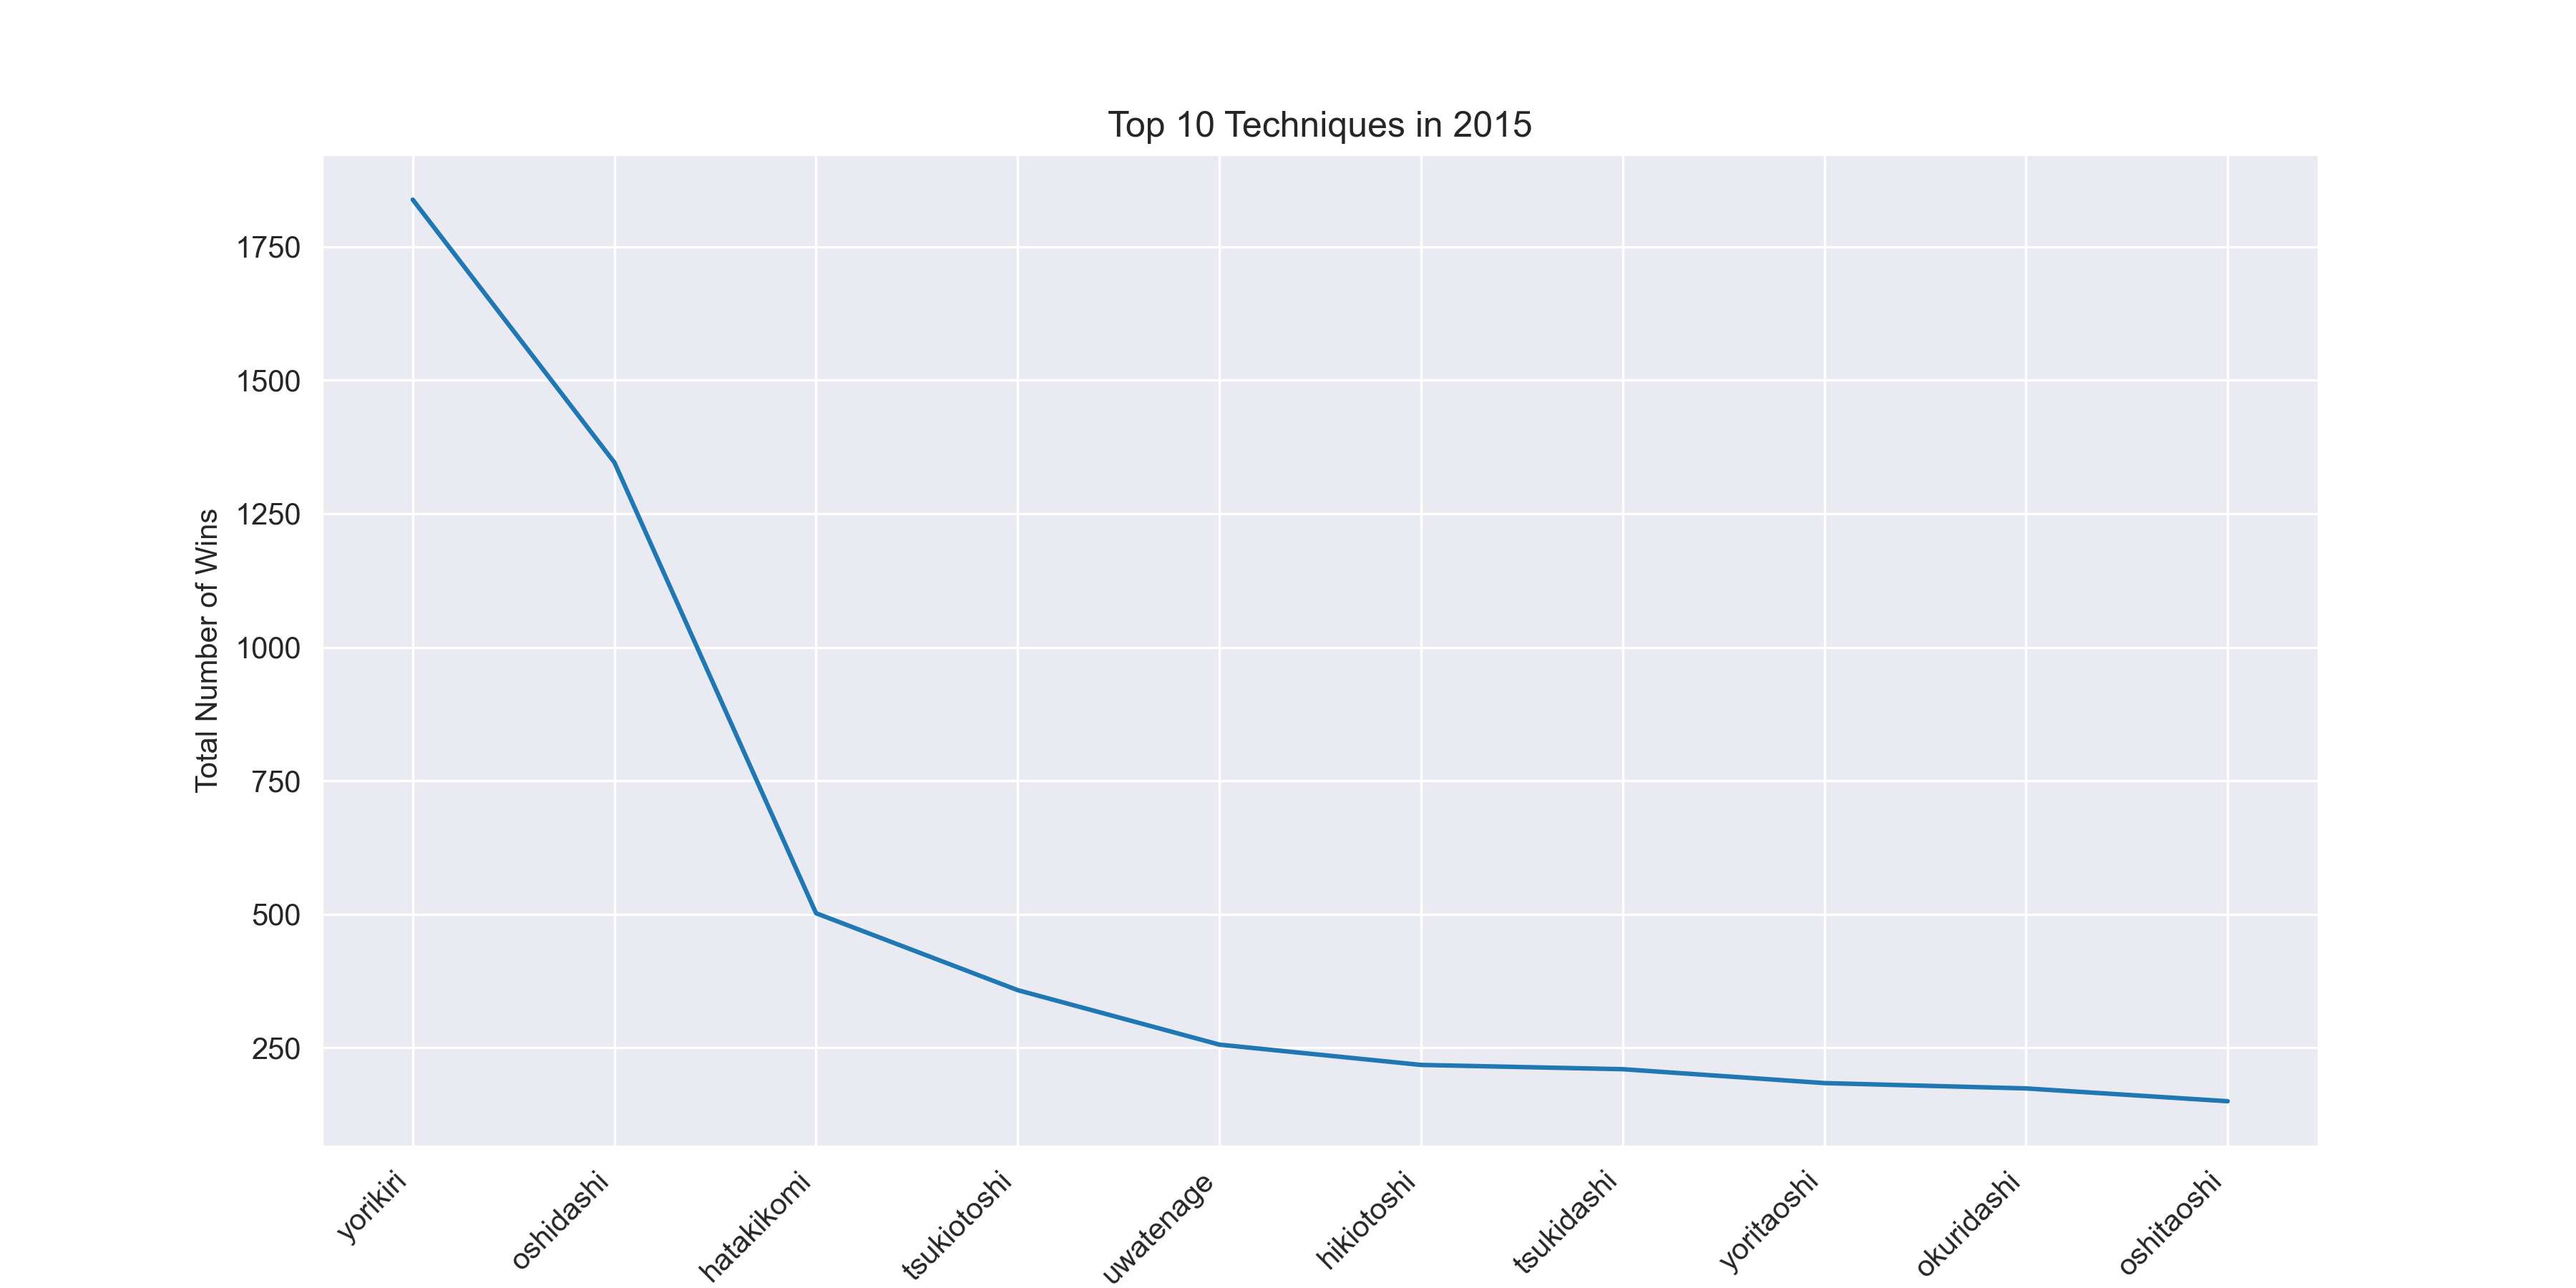 Top 10 Techniques in 2015
Total Number of Wins
1750
1500
1250
1000
750
500
250
yorikiri
oshidashi
hatakikomi
tsukiotoshi
uwatenage
hikiotoshi
tsukidashi
yoritaoshi
okuridashi
oshitaoshi